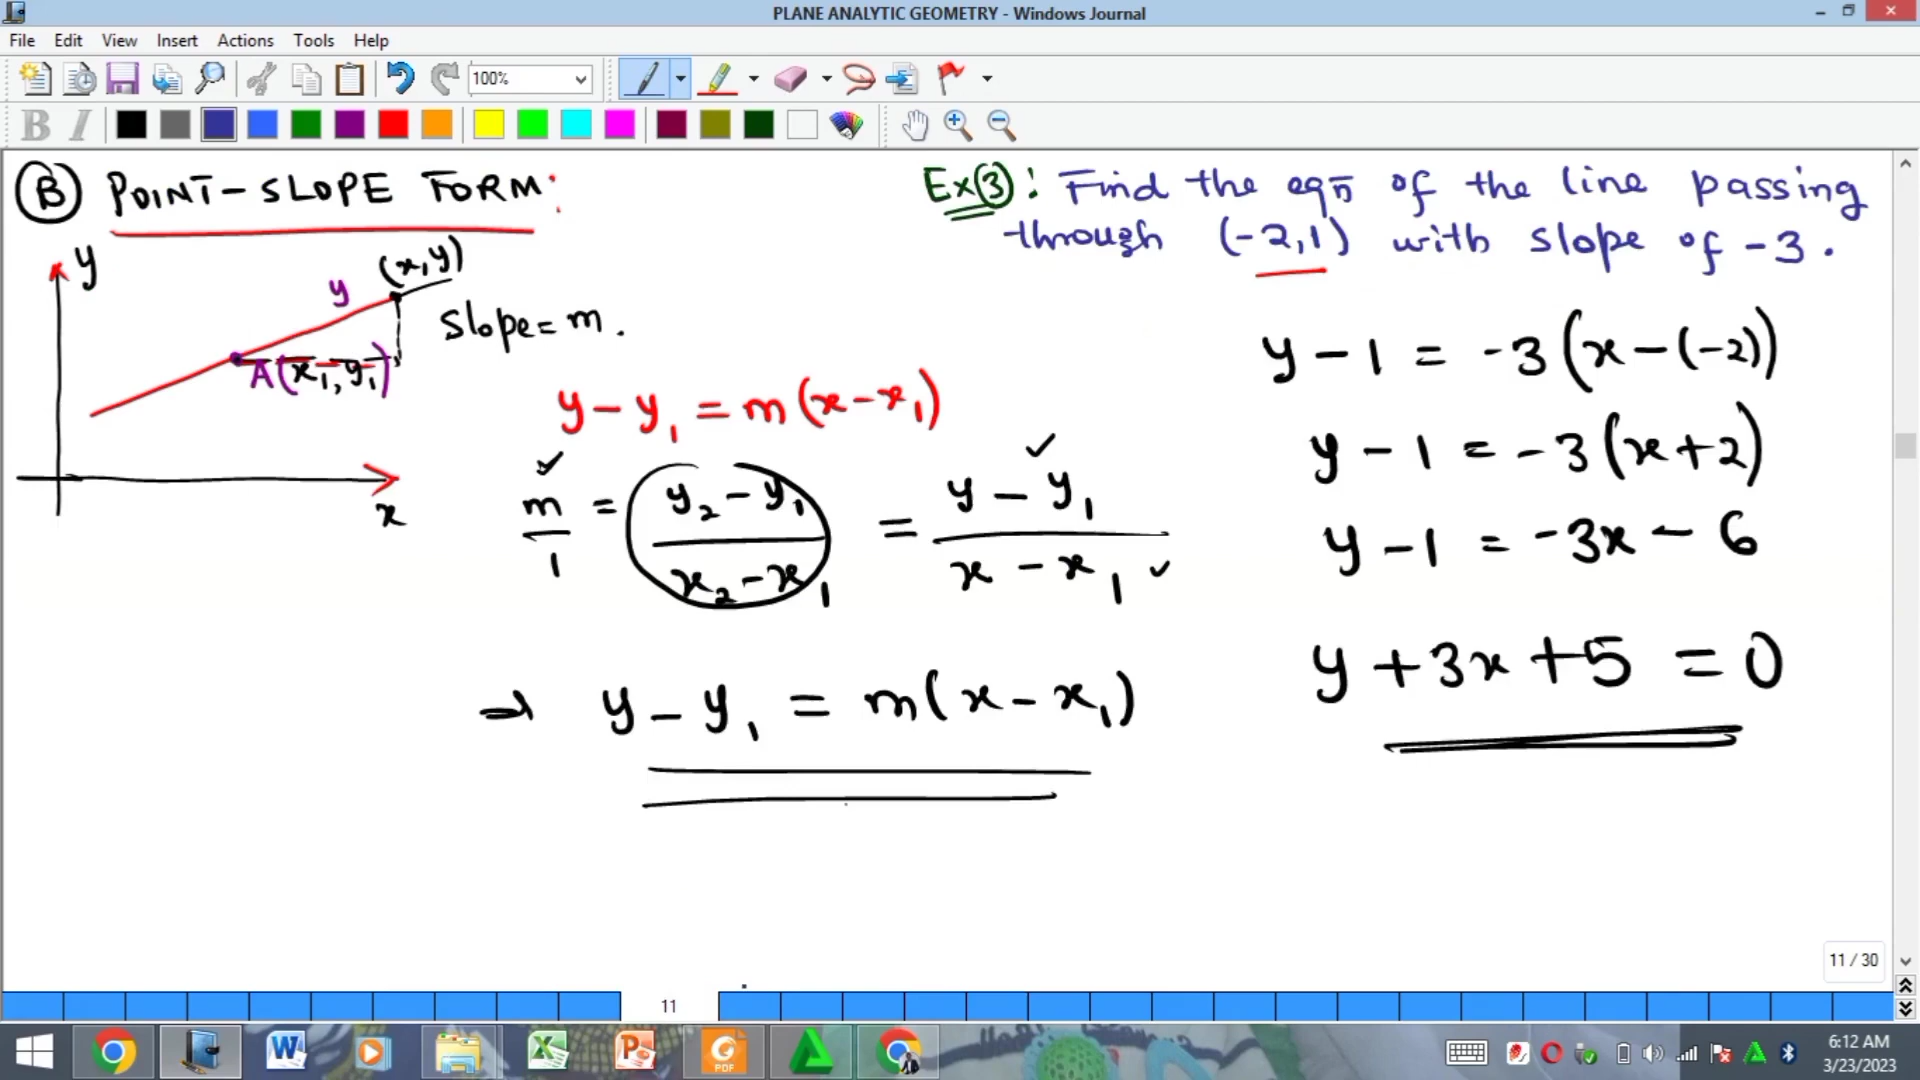 PLANE ANALYTIC GEOMETRY - Windows Journal
File Edit View Insert Actions Tools Help
100%
B I
(B) POINT-SLOPE FORM:
y
(x,y)
y
Slope = m.
A(x₁, y₁)
x
y - y₁ = m(x - x₁)
m/1 = (y₂ - y₁)/(x₂ - x₁) = (y - y₁)/(x - x₁)
⇒ y - y₁ = m(x - x₁)
Ex(3): Find the eqn̄ of the line passing
through (-2,1) with slope of -3.
y - 1 = -3(x - (-2))
y - 1 = -3(x+2)
y - 1 = -3x - 6
y + 3x + 5 = 0
11 / 30
11
PDF
6:12 AM
3/23/2023